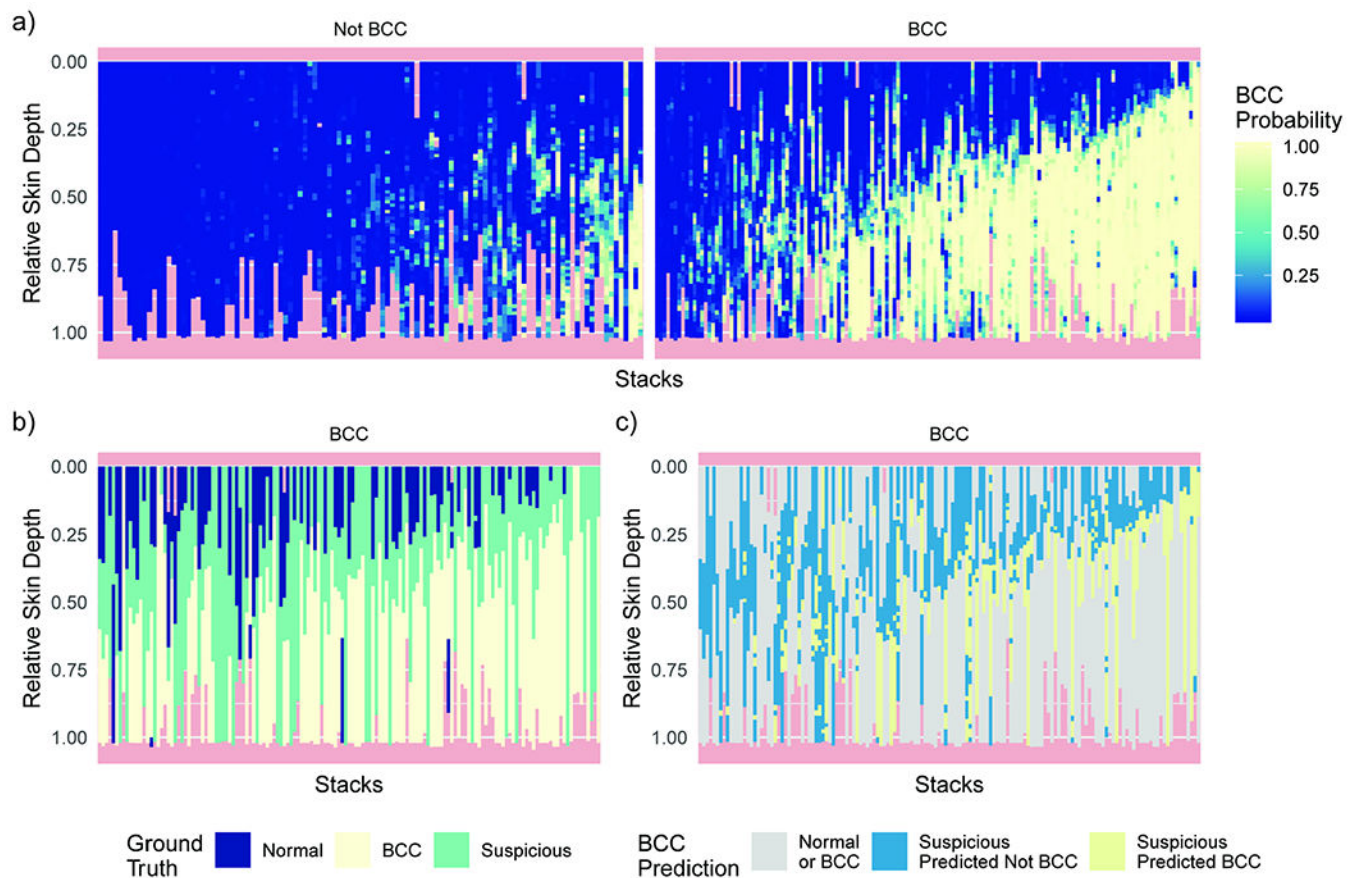 a)
Not BCC
BCC
0.00
0.25
0.50
0.75
1.00
Relative Skin Depth
Stacks
BCC
Probability
1.00
0.75
0.50
0.25
b)
BCC
0.00
0.25
0.50
0.75
1.00
Relative Skin Depth
Stacks
c)
BCC
0.00
0.25
0.50
0.75
1.00
Relative Skin Depth
Stacks
Ground
Truth
Normal
BCC
Suspicious
BCC
Prediction
Normal
or BCC
Suspicious
Predicted Not BCC
Suspicious
Predicted BCC